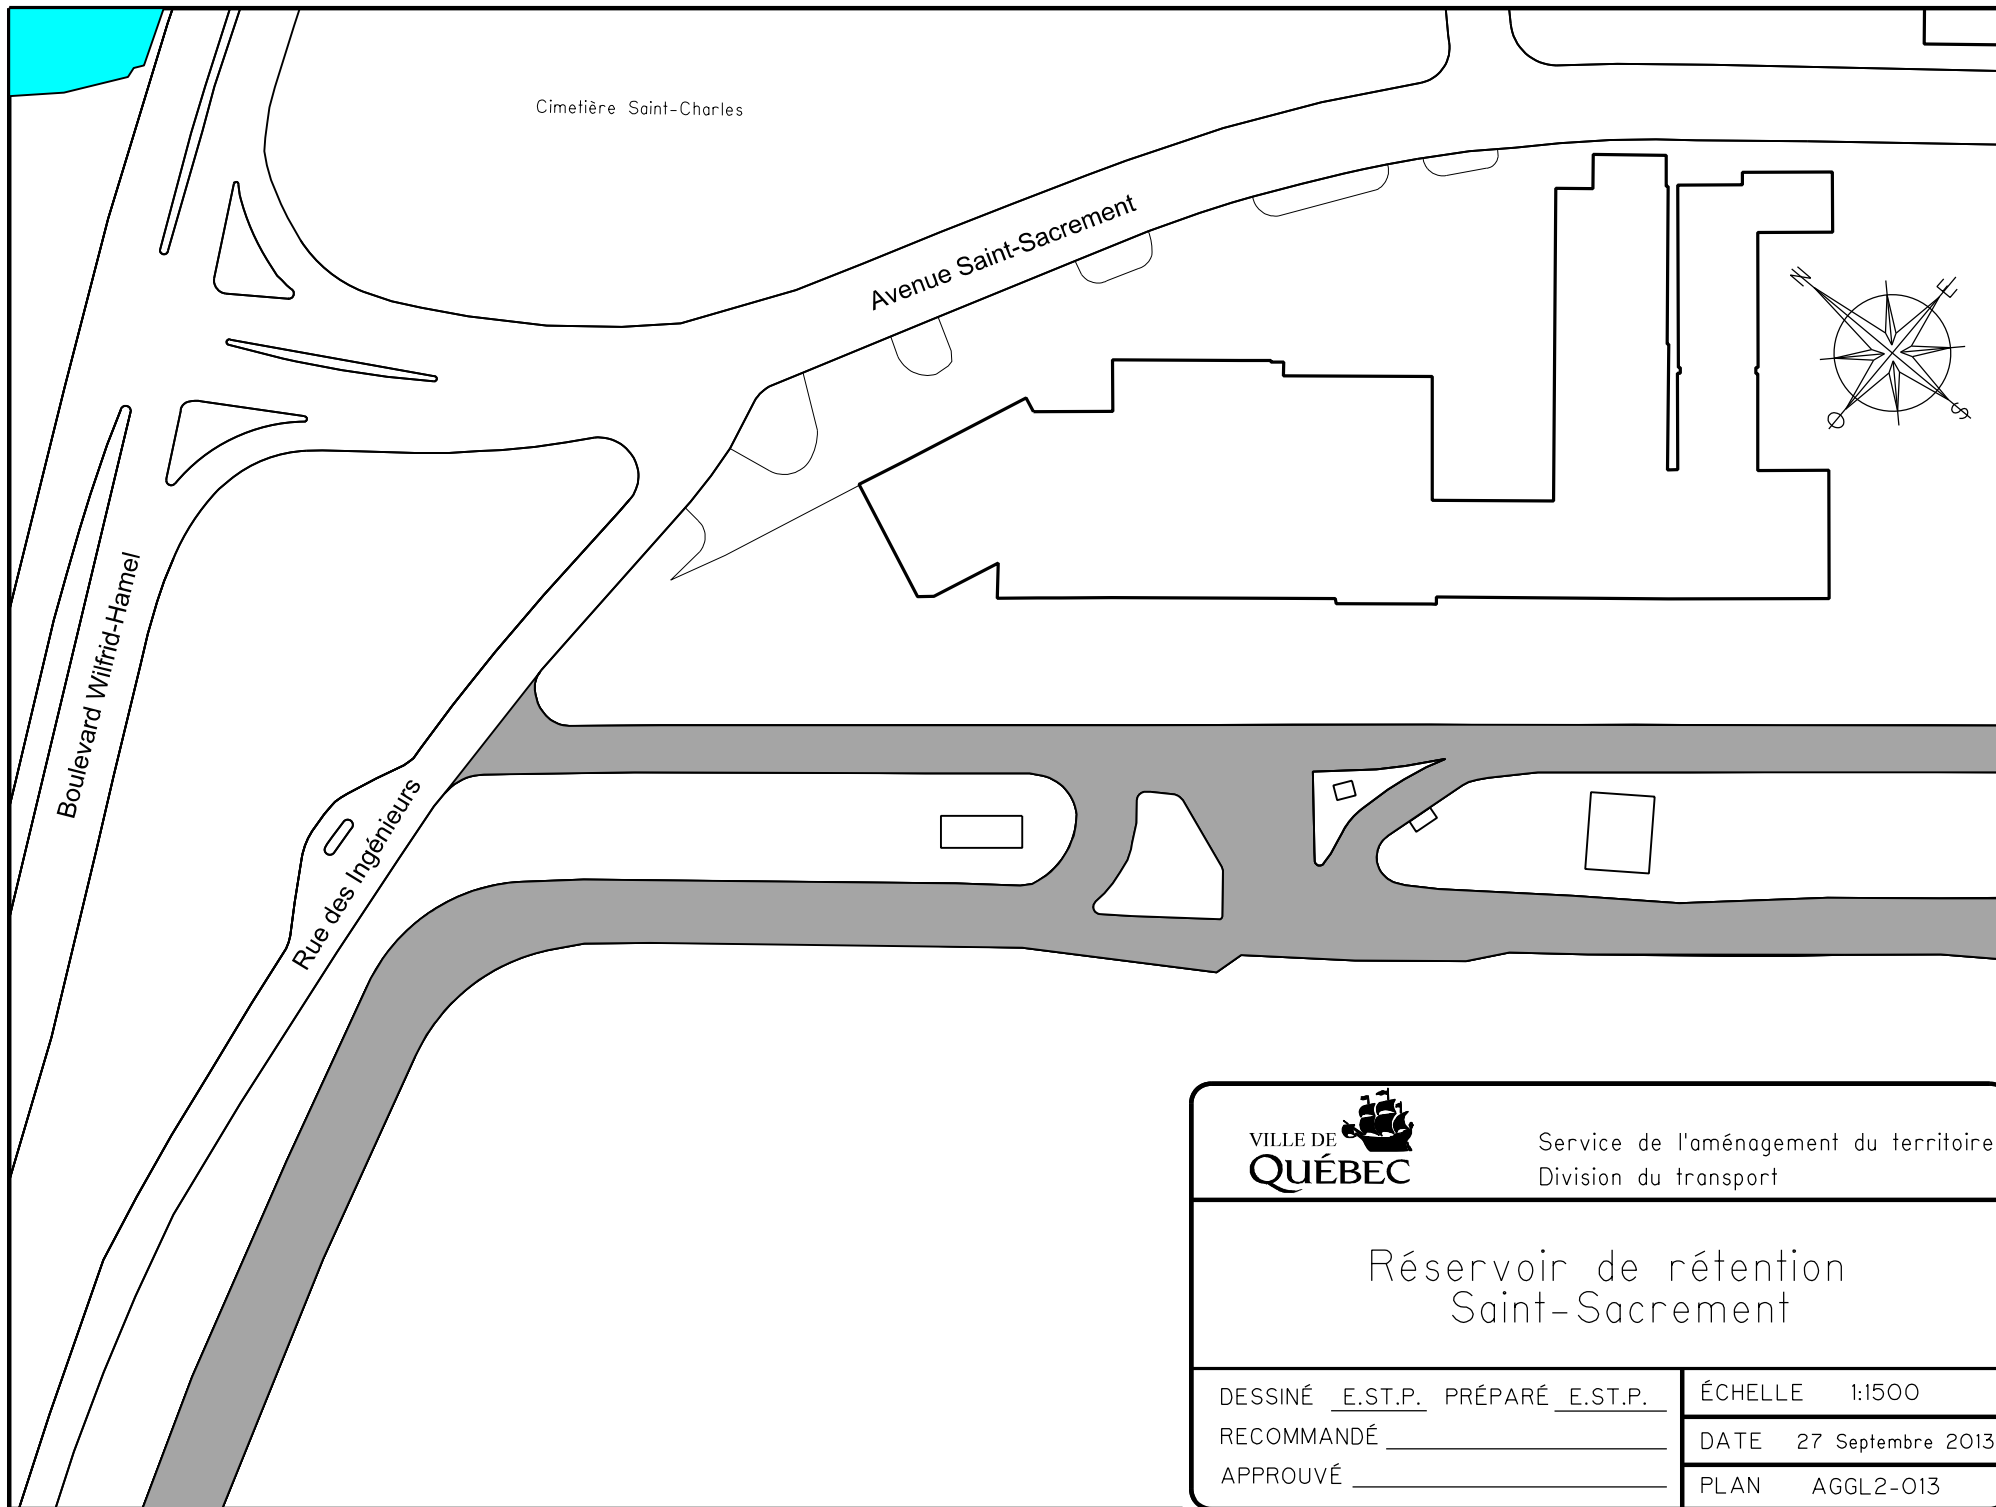 Cimetière Saint-Charles
Avenue Saint-Sacrement
N
E
O
S
Boulevard Wilfrid-Hamel
Rue des Ingénieurs
VILLE DE
QUÉBEC
Service de l'aménagement du territoire
Division du transport
Réservoir de rétention
Saint-Sacrement
DESSINÉ E.ST.P. PRÉPARÉ E.ST.P.
RECOMMANDÉ
APPROUVÉ
ÉCHELLE 1:1500
DATE 27 Septembre 2013
PLAN AGGL2-013